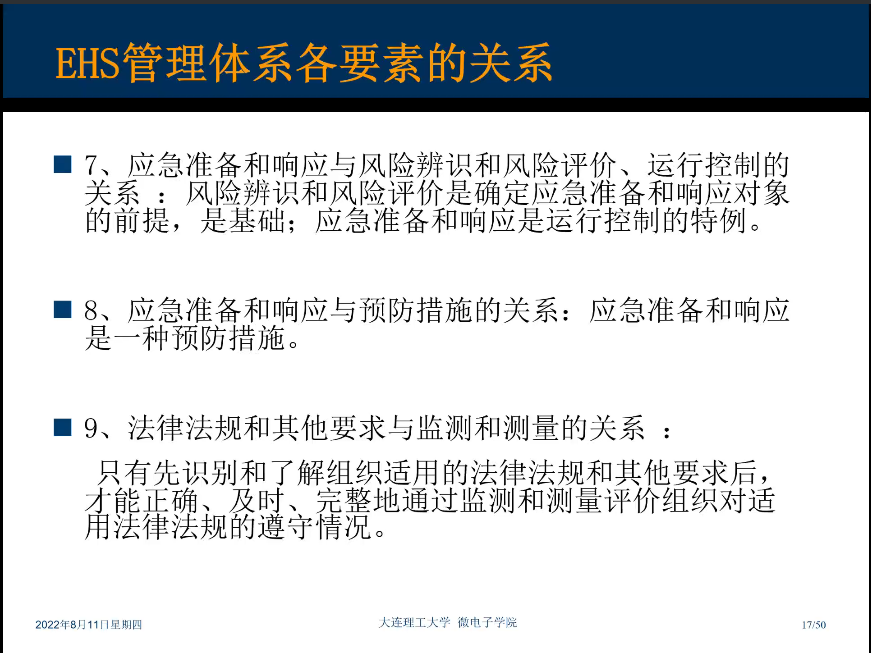 EHS管理体系各要素的关系
7、应急准备和响应与风险辨识和风险评价、运行控制的
关系 ：风险辨识和风险评价是确定应急准备和响应对象
的前提，是基础；应急准备和响应是运行控制的特例。
8、应急准备和响应与预防措施的关系：应急准备和响应
是一种预防措施。
9、法律法规和其他要求与监测和测量的关系 ：
只有先识别和了解组织适用的法律法规和其他要求后，
才能正确、及时、完整地通过监测和测量评价组织对适
用法律法规的遵守情况。
2022年8月11日星期四
大连理工大学 微电子学院
17/50